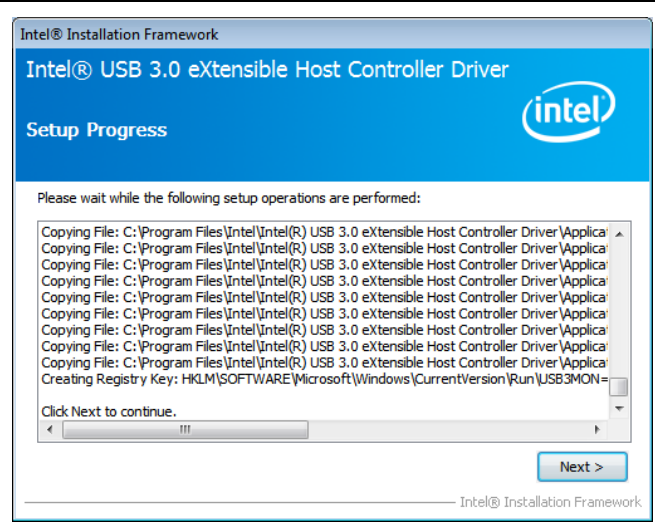 Intel® Installation Framework
Intel® USB 3.0 eXtensible Host Controller Driver
intel
Setup Progress
Please wait while the following setup operations are performed:
Copying File: C:\Program Files\Intel\Intel(R) USB 3.0 eXtensible Host Controller Driver\Applica
Copying File: C:\Program Files\Intel\Intel(R) USB 3.0 eXtensible Host Controller Driver\Applica
Copying File: C:\Program Files\Intel\Intel(R) USB 3.0 eXtensible Host Controller Driver\Applica
Copying File: C:\Program Files\Intel\Intel(R) USB 3.0 eXtensible Host Controller Driver\Applica
Copying File: C:\Program Files\Intel\Intel(R) USB 3.0 eXtensible Host Controller Driver\Applica
Copying File: C:\Program Files\Intel\Intel(R) USB 3.0 eXtensible Host Controller Driver\Applica
Copying File: C:\Program Files\Intel\Intel(R) USB 3.0 eXtensible Host Controller Driver\Applica
Copying File: C:\Program Files\Intel\Intel(R) USB 3.0 eXtensible Host Controller Driver\Applica
Copying File: C:\Program Files\Intel\Intel(R) USB 3.0 eXtensible Host Controller Driver\Applica
Creating Registry Key: HKLM\SOFTWARE\Microsoft\Windows\CurrentVersion\Run\USB3MON=
Click Next to continue.
Next >
Intel® Installation Framework